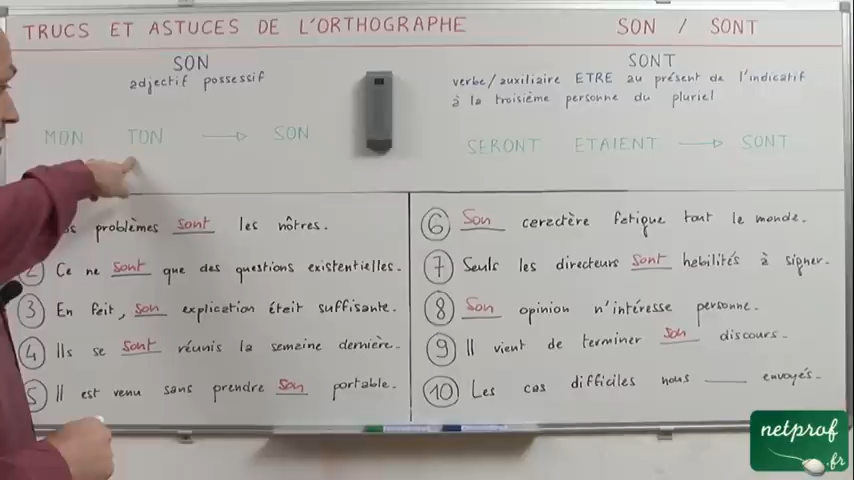 TRUCS ET ASTUCES DE L'ORTHOGRAPHE SON / SONT
SON
adjectif possessif
MON TON → SON
SONT
verbe/auxiliaire ETRE au présent de l'indicatif
à la troisième personne du pluriel
SERONT ETAIENT → SONT
problèmes sont les nôtres.
2 Ce ne sont que des questions existentielles.
3 En fait, son explication était suffisante.
4 Ils se sont réunis la semaine dernière.
5 Il est venu sans prendre son portable.
6 Son caractère fatigue tout le monde.
7 Seuls les directeurs sont habilités à signer.
8 Son opinion n'intéresse personne.
9 Il vient de terminer son discours.
10 Les cas difficiles nous ____ envoyés.
netprof
.fr